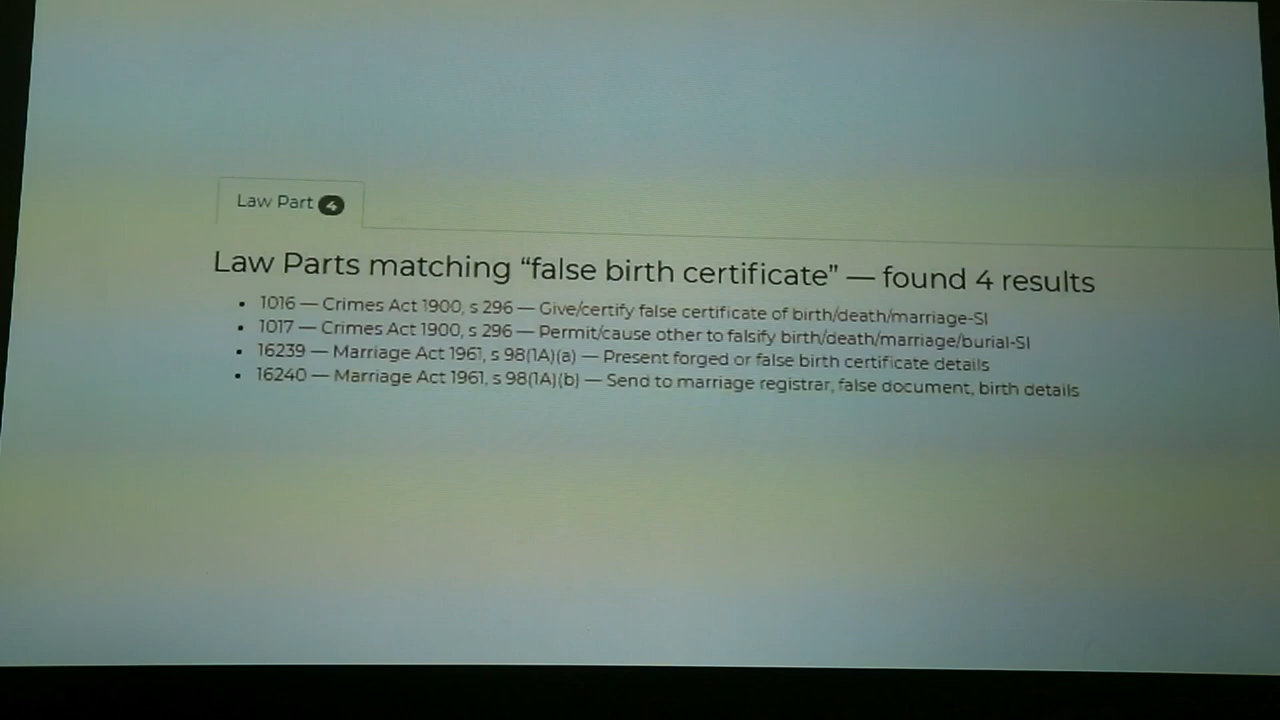 Law Part 4
Law Parts matching “false birth certificate” — found 4 results
• 1016 — Crimes Act 1900, s 296 — Give/certify false certificate of birth/death/marriage-SI
• 1017 — Crimes Act 1900, s 296 — Permit/cause other to falsify birth/death/marriage/burial-SI
• 16239 — Marriage Act 1961, s 98(1A)(a) — Present forged or false birth certificate details
• 16240 — Marriage Act 1961, s 98(1A)(b) — Send to marriage registrar, false document, birth details